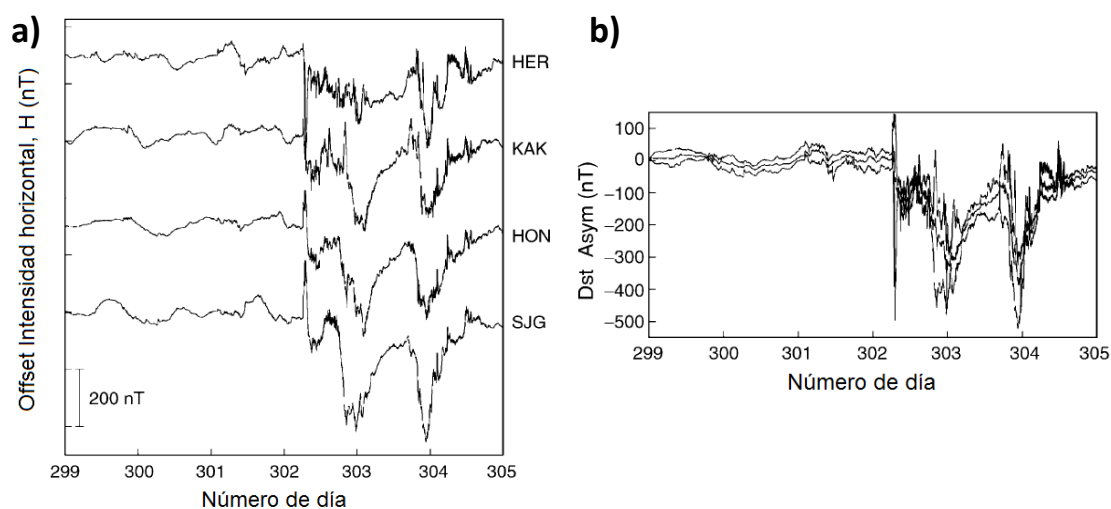 a)
Offset Intensidad horizontal, H (nT)
HER
KAK
HON
SJG
200 nT
299 300 301 302 303 304 305
Número de día
b)
Dst Asym (nT)
100
0
−100
−200
−300
−400
−500
299 300 301 302 303 304 305
Número de día